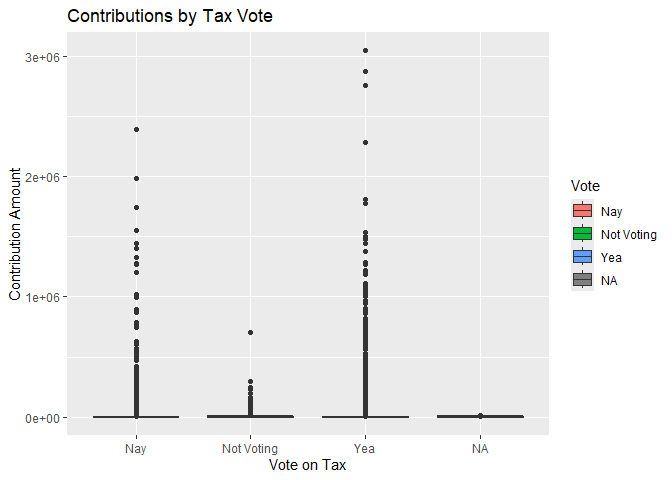 Contributions by Tax Vote
3e+06
2e+06
1e+06
0e+00
Contribution Amount
Nay
Not Voting
Yea
NA
Vote on Tax
Vote
Nay
Not Voting
Yea
NA